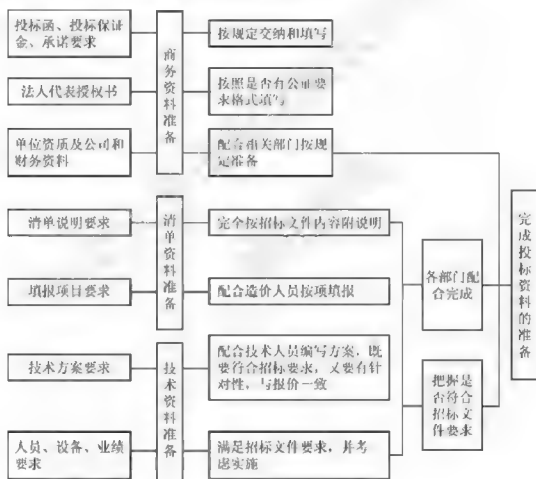 投标函、投标保证
金、承诺要求
商务资料准备
按规定交纳和填写
法人代表授权书
按照是否有公证要
求格式填写
单位资质及公司和
财务资料
配合相关部门按规
定准备
清单说明要求
清单资料准备
完全按招标文件内容附说明
填报项目要求
配合造价人员按项填报
技术方案要求
技术资料准备
配合技术人员编写方案，既
要符合招标要求，又要有针
对性，与报价一致
人员、设备、业绩
要求
满足招标文件要求，并考
虑实施
各部门配
合完成
把握是
否符合
招标文
件要求
完成投标资料的准备